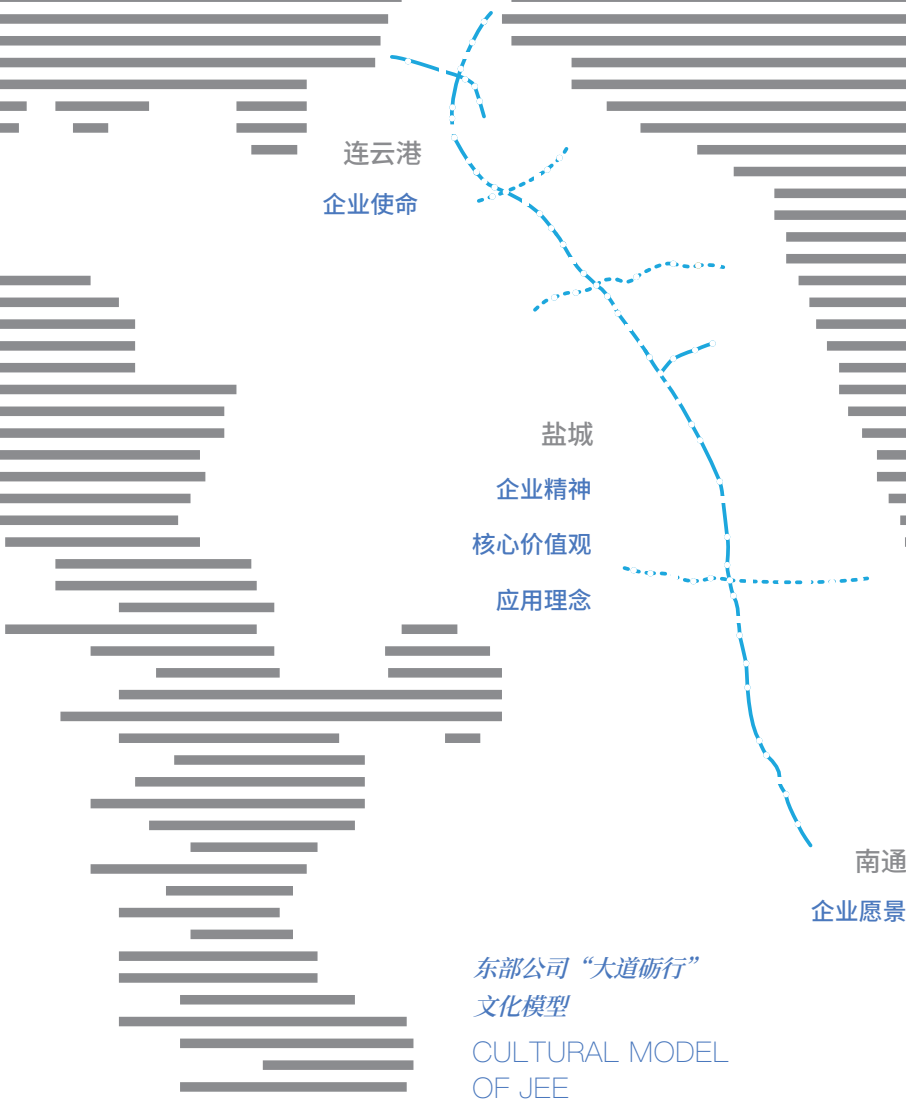 连云港
企业使命
盐城
企业精神
核心价值观
应用理念
南通
企业愿景
东部公司“大道砺行”
文化模型
CULTURAL MODEL
OF JEE